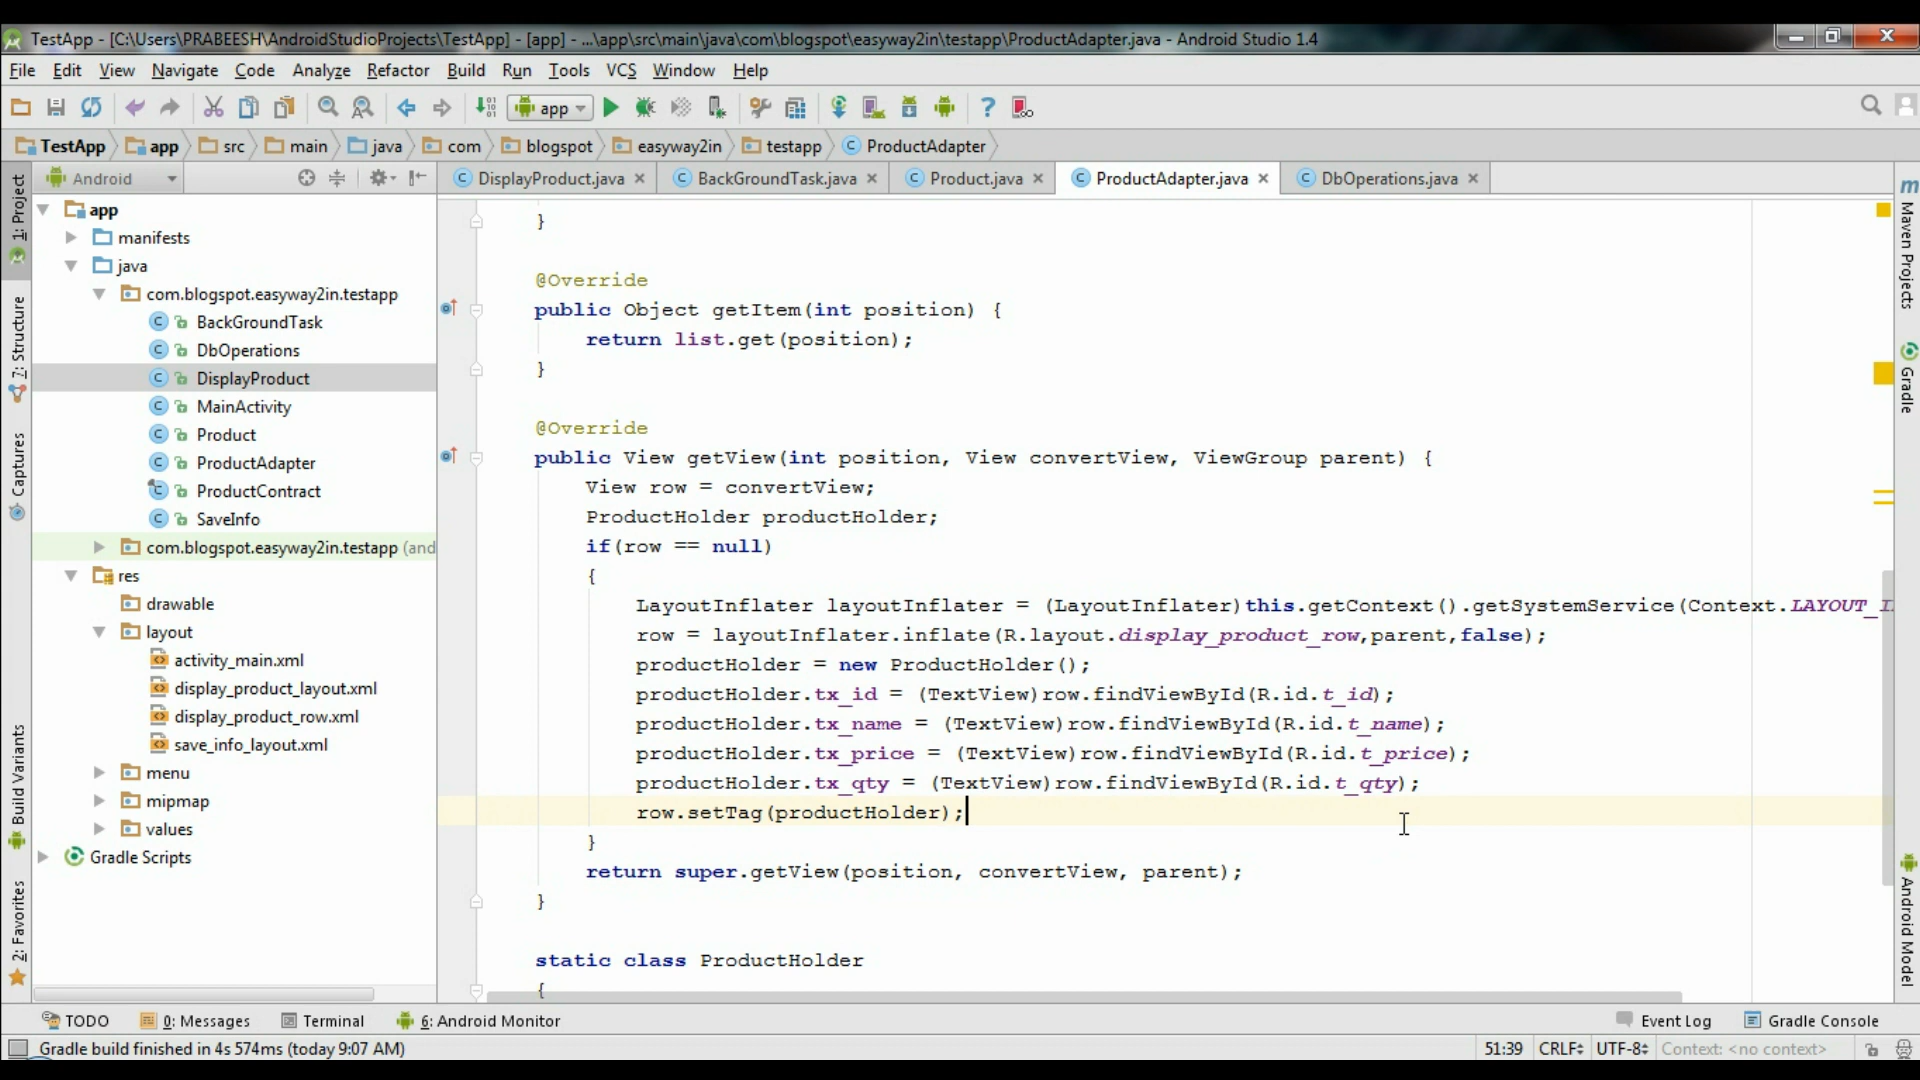 TestApp - [C:\Users\PRABEESH\AndroidStudioProjects\TestApp] - [app] - ...\app\src\main\java\com\blogspot\easyway2in\testapp\ProductAdapter.java - Android Studio 1.4
File Edit View Navigate Code Analyze Refactor Build Run Tools VCS Window Help
app
TestApp app src main java com blogspot easyway2in testapp ProductAdapter
Android
DisplayProduct.java BackGroundTask.java Product.java ProductAdapter.java DbOperations.java
1: Project
7: Structure
Captures
Build Variants
2: Favorites
app
manifests
java
com.blogspot.easyway2in.testapp
BackGroundTask
DbOperations
DisplayProduct
MainActivity
Product
ProductAdapter
ProductContract
SaveInfo
com.blogspot.easyway2in.testapp (and
res
drawable
layout
activity_main.xml
display_product_layout.xml
display_product_row.xml
save_info_layout.xml
menu
mipmap
values
Gradle Scripts
}
@Override
public Object getItem(int position) {
return list.get(position);
}
@Override
public View getView(int position, View convertView, ViewGroup parent) {
View row = convertView;
ProductHolder productHolder;
if(row == null)
{
LayoutInflater layoutInflater = (LayoutInflater)this.getContext().getSystemService(Context.LAYOUT_I
row = layoutInflater.inflate(R.layout.display_product_row,parent,false);
productHolder = new ProductHolder();
productHolder.tx_id = (TextView)row.findViewById(R.id.t_id);
productHolder.tx_name = (TextView)row.findViewById(R.id.t_name);
productHolder.tx_price = (TextView)row.findViewById(R.id.t_price);
productHolder.tx_qty = (TextView)row.findViewById(R.id.t_qty);
row.setTag(productHolder);
}
return super.getView(position, convertView, parent);
}
static class ProductHolder
{
Maven Projects
Gradle
Android Model
TODO 0: Messages Terminal 6: Android Monitor Event Log Gradle Console
Gradle build finished in 4s 574ms (today 9:07 AM) 51:39 CRLF UTF-8 Context: <no context>